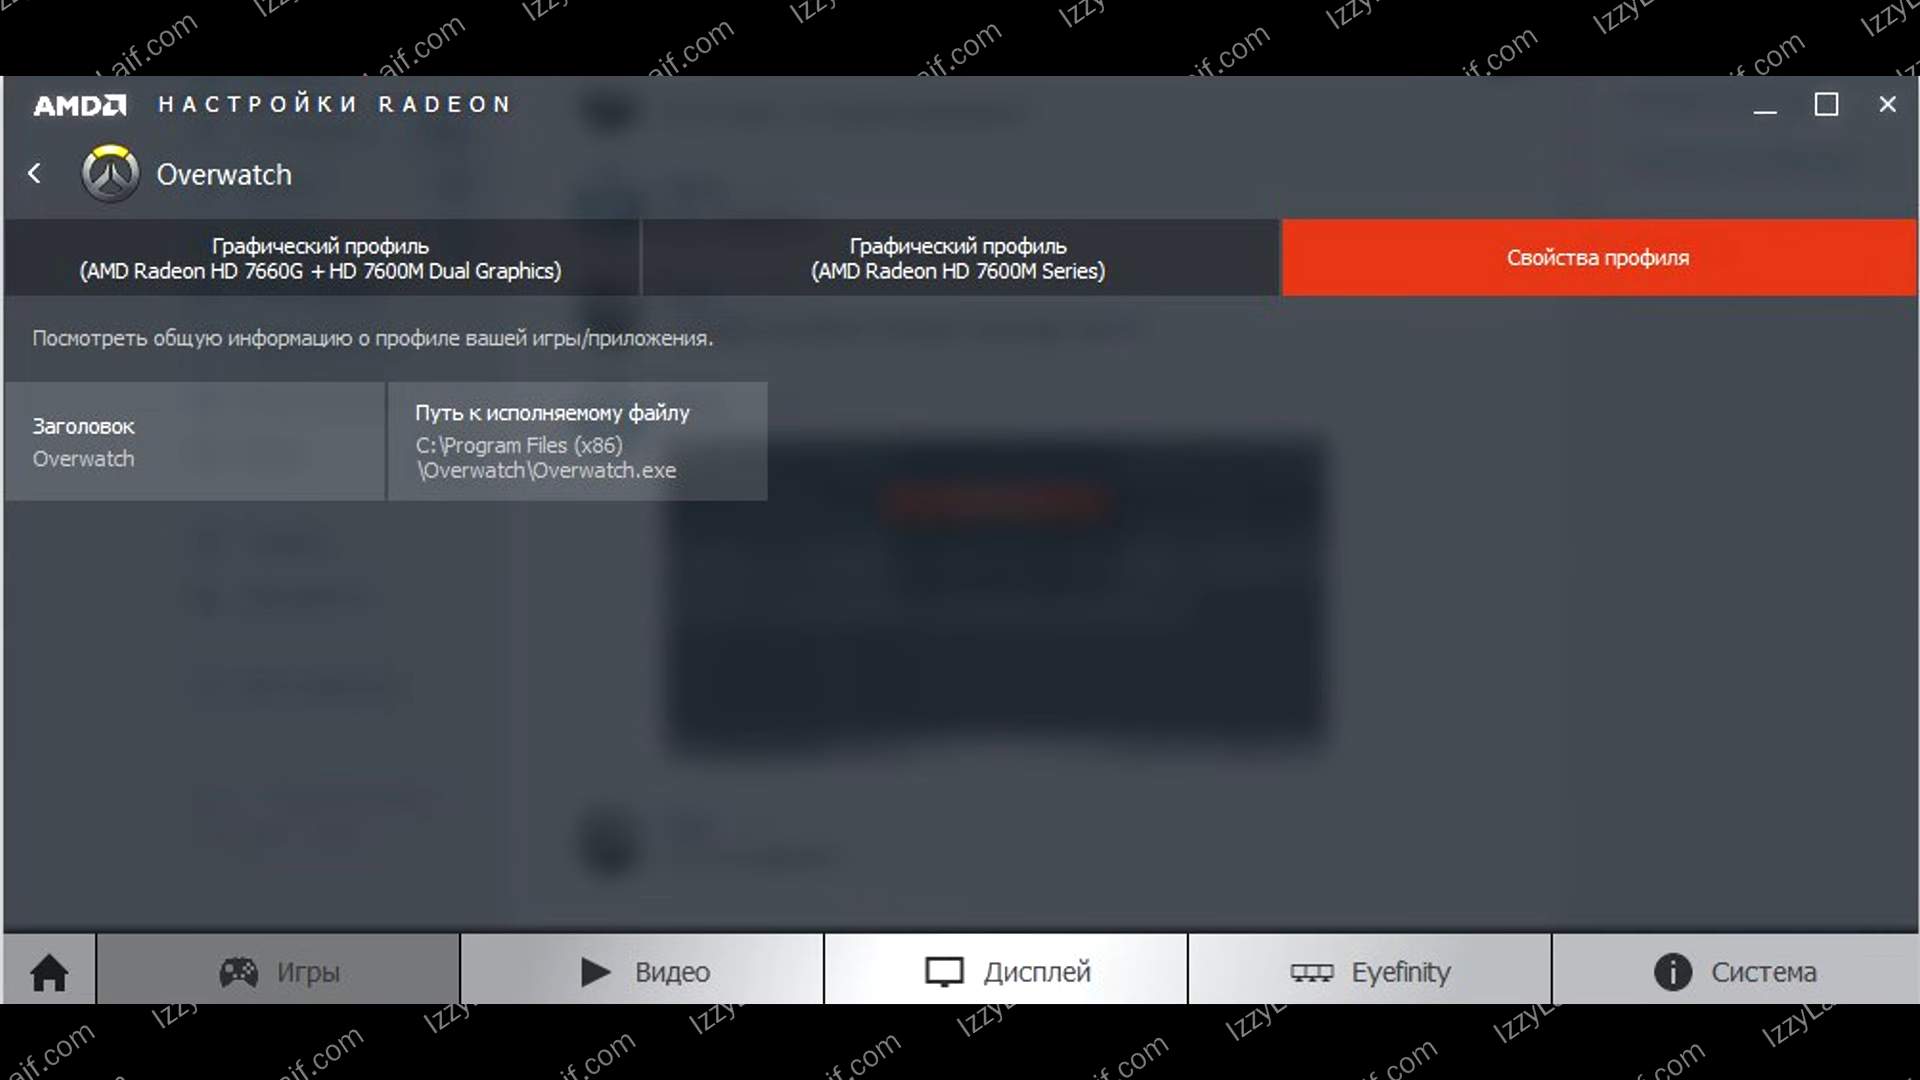 AMD НАСТРОЙКИ RADEON
Overwatch
Графический профиль
(AMD Radeon HD 7660G + HD 7600M Dual Graphics)
Графический профиль
(AMD Radeon HD 7600M Series)
Свойства профиля
Посмотреть общую информацию о профиле вашей игры/приложения.
Заголовок
Overwatch
Путь к исполняемому файлу
C:\Program Files (x86)
\Overwatch\Overwatch.exe
Игры
Видео
Дисплей
Eyefinity
Система